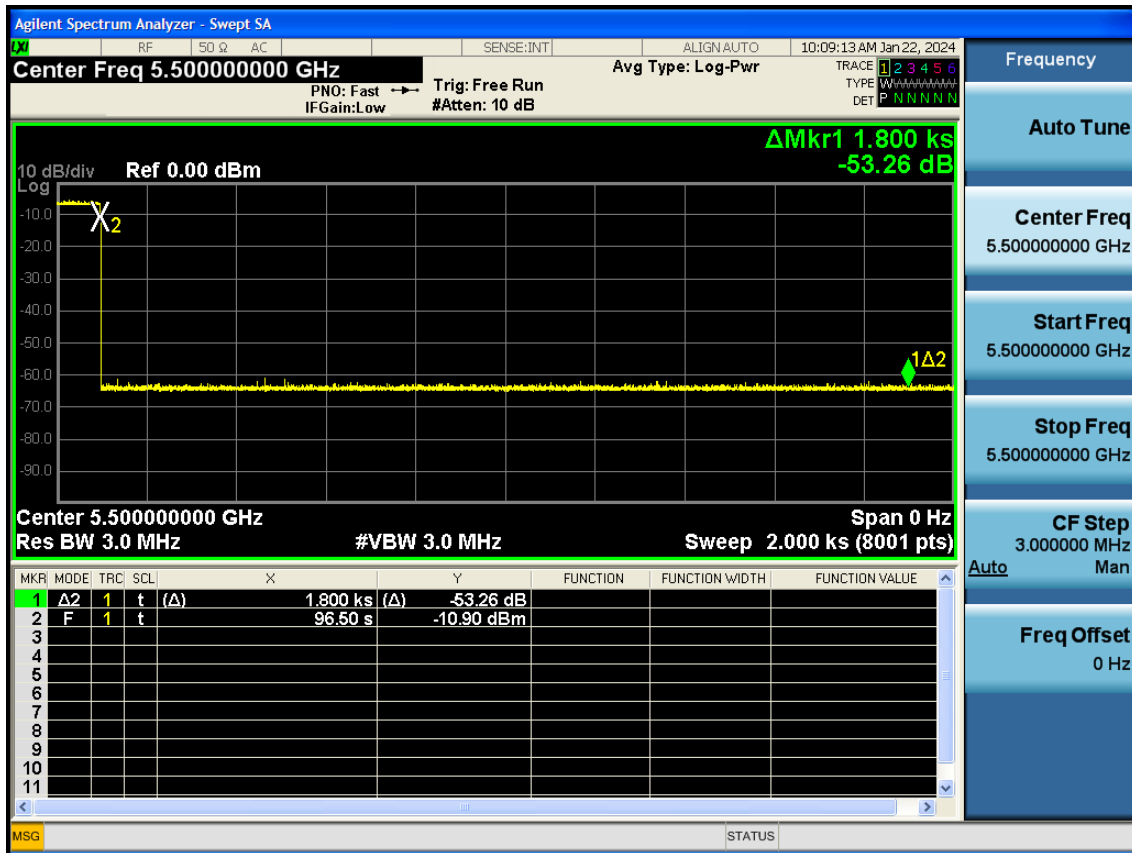 Agilent Spectrum Analyzer - Swept SA
LXI RF 50 Ω AC SENSE:INT ALIGN AUTO 10:09:13 AM Jan 22, 2024
Center Freq 5.500000000 GHz
PNO: Fast
IFGain:Low
Trig: Free Run
#Atten: 10 dB
Avg Type: Log-Pwr
TRACE 1 2 3 4 5 6
TYPE W
DET P N N N N N
ΔMkr1 1.800 ks
-53.26 dB
10 dB/div Ref 0.00 dBm
Log
-10.0
-20.0
-30.0
-40.0
-50.0
-60.0
-70.0
-80.0
-90.0
2
1Δ2
Center 5.500000000 GHz Span 0 Hz
Res BW 3.0 MHz #VBW 3.0 MHz Sweep 2.000 ks (8001 pts)
MKR MODE TRC SCL X Y FUNCTION FUNCTION WIDTH FUNCTION VALUE
1 Δ2 1 t (Δ) 1.800 ks (Δ) -53.26 dB
2 F 1 t 96.50 s -10.90 dBm
3
4
5
6
7
8
9
10
11
MSG STATUS
Frequency
Auto Tune
Center Freq
5.500000000 GHz
Start Freq
5.500000000 GHz
Stop Freq
5.500000000 GHz
CF Step
3.000000 MHz
Auto Man
Freq Offset
0 Hz